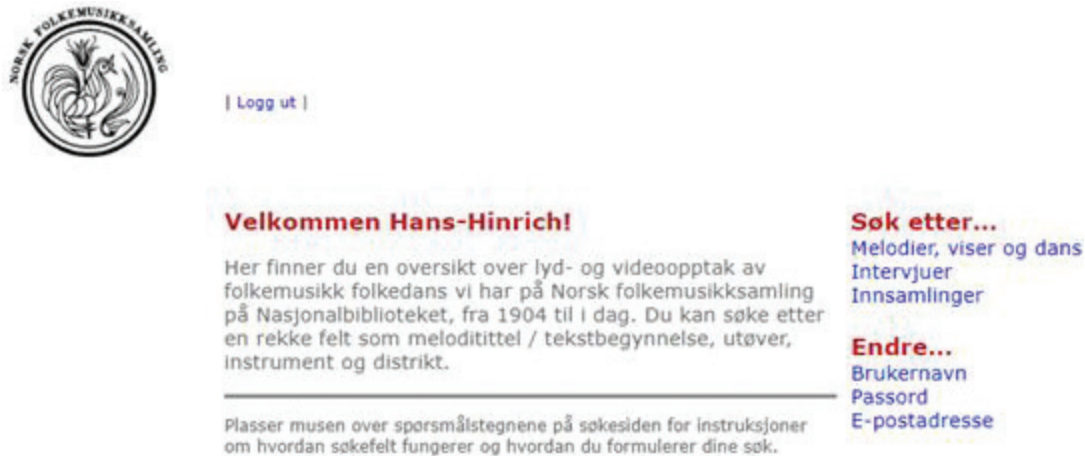 NORSK FOLKEMUSIKKSAMLING
| Logg ut |
Velkommen Hans-Hinrich!
Her finner du en oversikt over lyd- og videoopptak av
folkemusikk folkedans vi har på Norsk folkemusikksamling
på Nasjonalbiblioteket, fra 1904 til i dag. Du kan søke etter
en rekke felt som meloditittel / tekstbegynnelse, utøver,
instrument og distrikt.
Plasser musen over spørsmålstegnene på søkesiden for instruksjoner
om hvordan søkefelt fungerer og hvordan du formulerer dine søk.
Søk etter...
Melodier, viser og dans
Intervjuer
Innsamlinger
Endre...
Brukernavn
Passord
E-postadresse